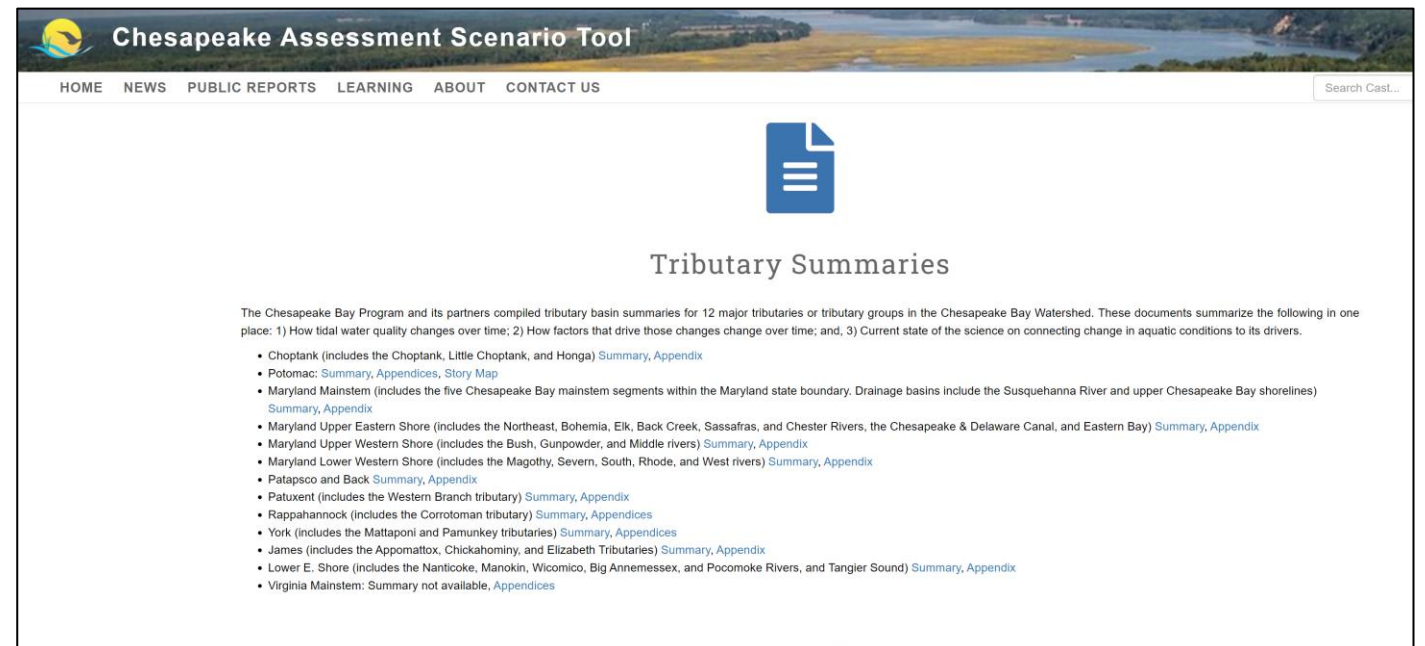 Chesapeake Assessment Scenario Tool
HOME NEWS PUBLIC REPORTS LEARNING ABOUT CONTACT US Search Cast...
Tributary Summaries
The Chesapeake Bay Program and its partners compiled tributary basin summaries for 12 major tributaries or tributary groups in the Chesapeake Bay Watershed. These documents summarize the following in one
place: 1) How tidal water quality changes over time; 2) How factors that drive those changes change over time; and, 3) Current state of the science on connecting change in aquatic conditions to its drivers.
• Choptank (includes the Choptank, Little Choptank, and Honga) Summary, Appendix
• Potomac: Summary, Appendices, Story Map
• Maryland Mainstem (includes the five Chesapeake Bay mainstem segments within the Maryland state boundary. Drainage basins include the Susquehanna River and upper Chesapeake Bay shorelines)
Summary, Appendix
• Maryland Upper Eastern Shore (includes the Northeast, Bohemia, Elk, Back Creek, Sassafras, and Chester Rivers, the Chesapeake & Delaware Canal, and Eastern Bay) Summary, Appendix
• Maryland Upper Western Shore (includes the Bush, Gunpowder, and Middle rivers) Summary, Appendix
• Maryland Lower Western Shore (includes the Magothy, Severn, South, Rhode, and West rivers) Summary, Appendix
• Patapsco and Back Summary, Appendix
• Patuxent (includes the Western Branch tributary) Summary, Appendix
• Rappahannock (includes the Corrotoman tributary) Summary, Appendices
• York (includes the Mattaponi and Pamunkey tributaries) Summary, Appendices
• James (includes the Appomattox, Chickahominy, and Elizabeth Tributaries) Summary, Appendix
• Lower E. Shore (includes the Nanticoke, Manokin, Wicomico, Big Annemessex, and Pocomoke Rivers, and Tangier Sound) Summary, Appendix
• Virginia Mainstem: Summary not available, Appendices